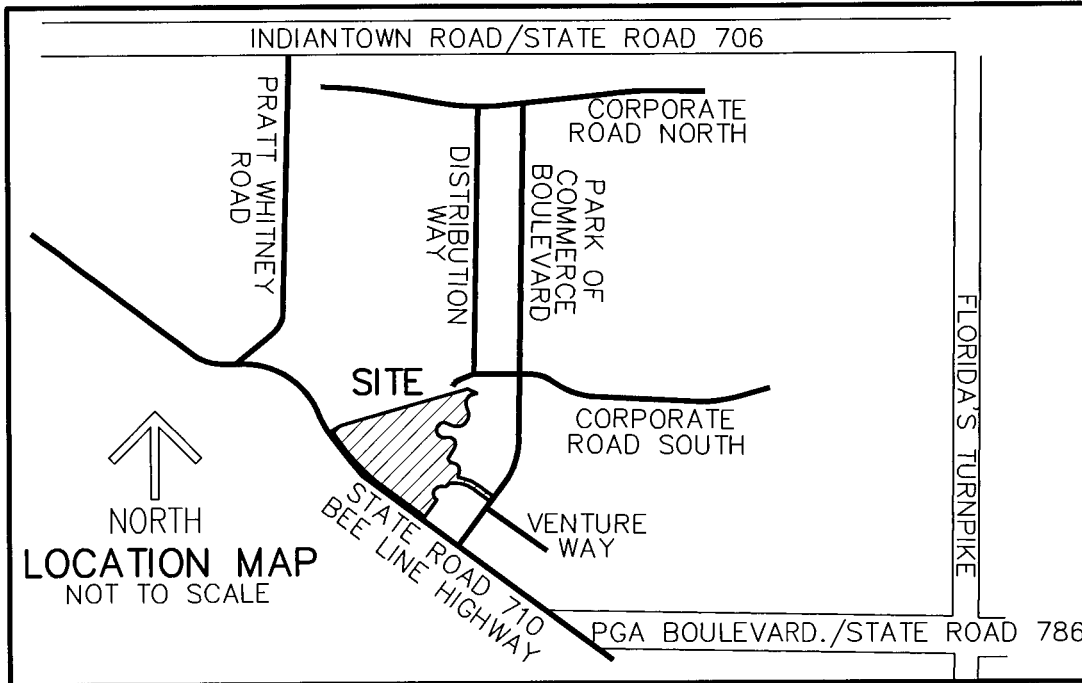 INDIANTOWN ROAD/STATE ROAD 706
PRATT WHITNEY
ROAD
CORPORATE
ROAD NORTH
DISTRIBUTION
WAY
PARK OF
COMMERCE
BOULEVARD
FLORIDA'S TURNPIKE
SITE
CORPORATE
ROAD SOUTH
NORTH
LOCATION MAP
NOT TO SCALE
STATE ROAD 710
BEE LINE HIGHWAY
VENTURE
WAY
PGA BOULEVARD./STATE ROAD 786